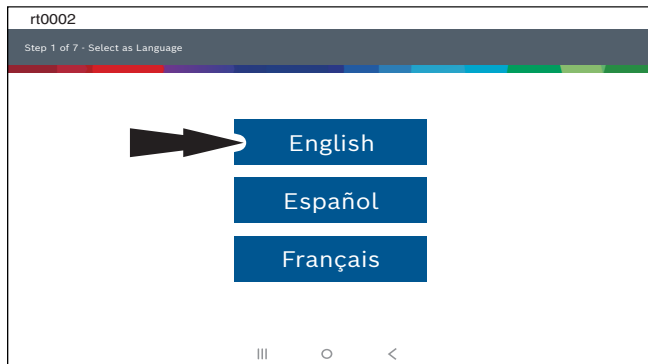 rt0002
Step 1 of 7 - Select as Language
English
Español
Français